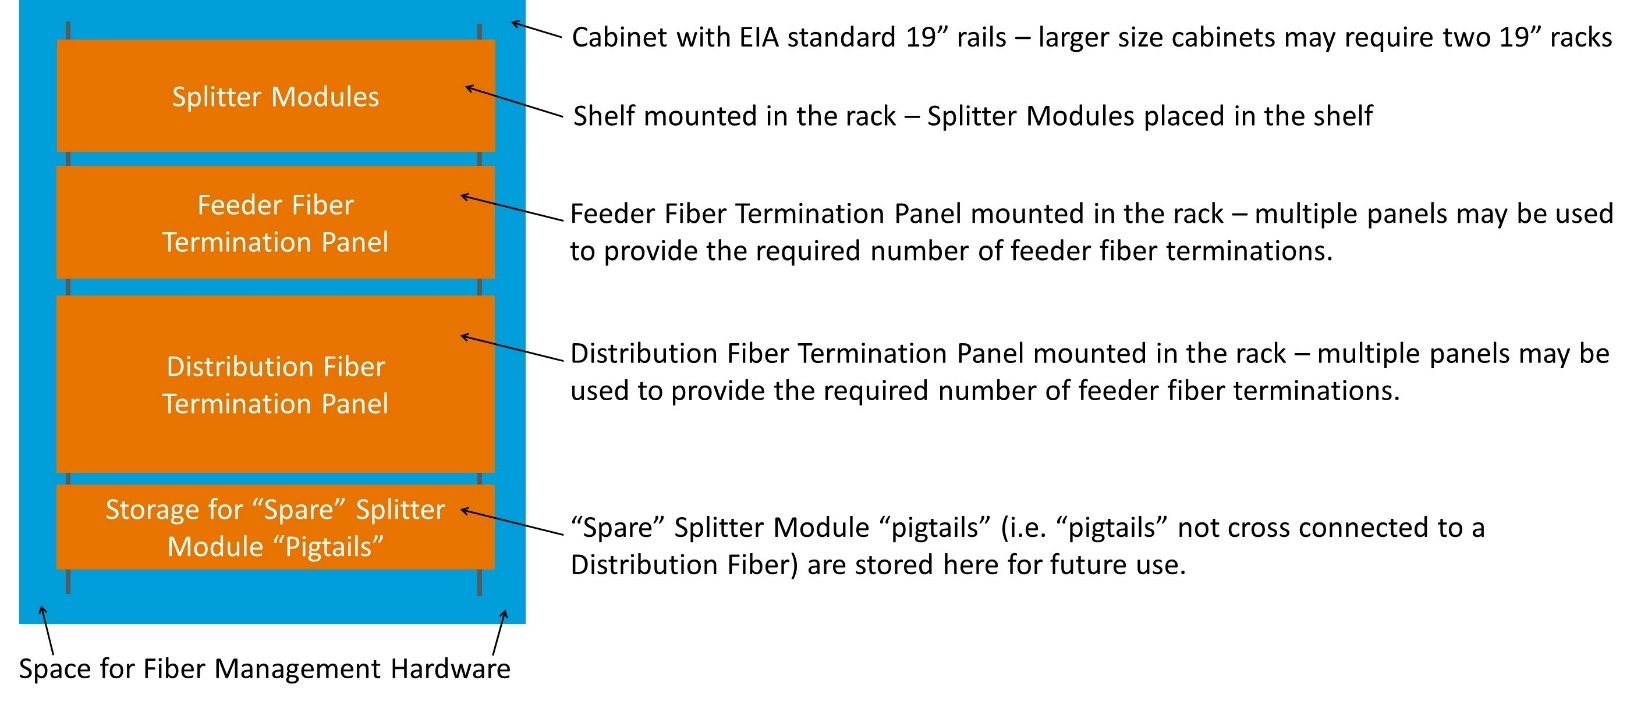 Cabinet with EIA standard 19” rails – larger size cabinets may require two 19” racks
Splitter Modules
Shelf mounted in the rack – Splitter Modules placed in the shelf
Feeder Fiber
Termination Panel
Feeder Fiber Termination Panel mounted in the rack – multiple panels may be used
to provide the required number of feeder fiber terminations.
Distribution Fiber
Termination Panel
Distribution Fiber Termination Panel mounted in the rack – multiple panels may be
used to provide the required number of feeder fiber terminations.
Storage for “Spare” Splitter
Module “Pigtails”
“Spare” Splitter Module “pigtails” (i.e. “pigtails” not cross connected to a
Distribution Fiber) are stored here for future use.
Space for Fiber Management Hardware